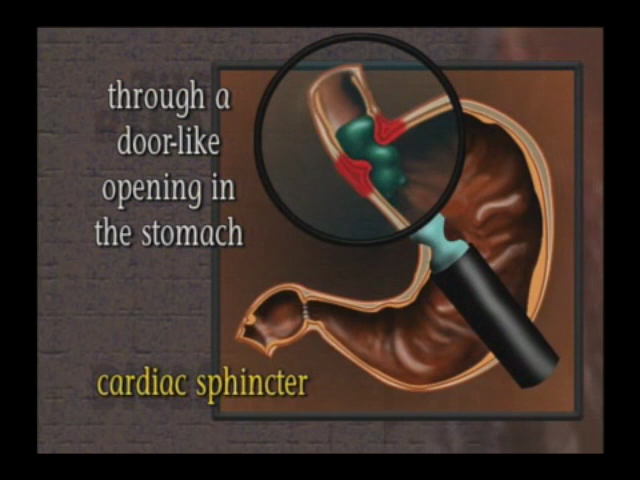 through a
door-like
opening in
the stomach
cardiac sphincter